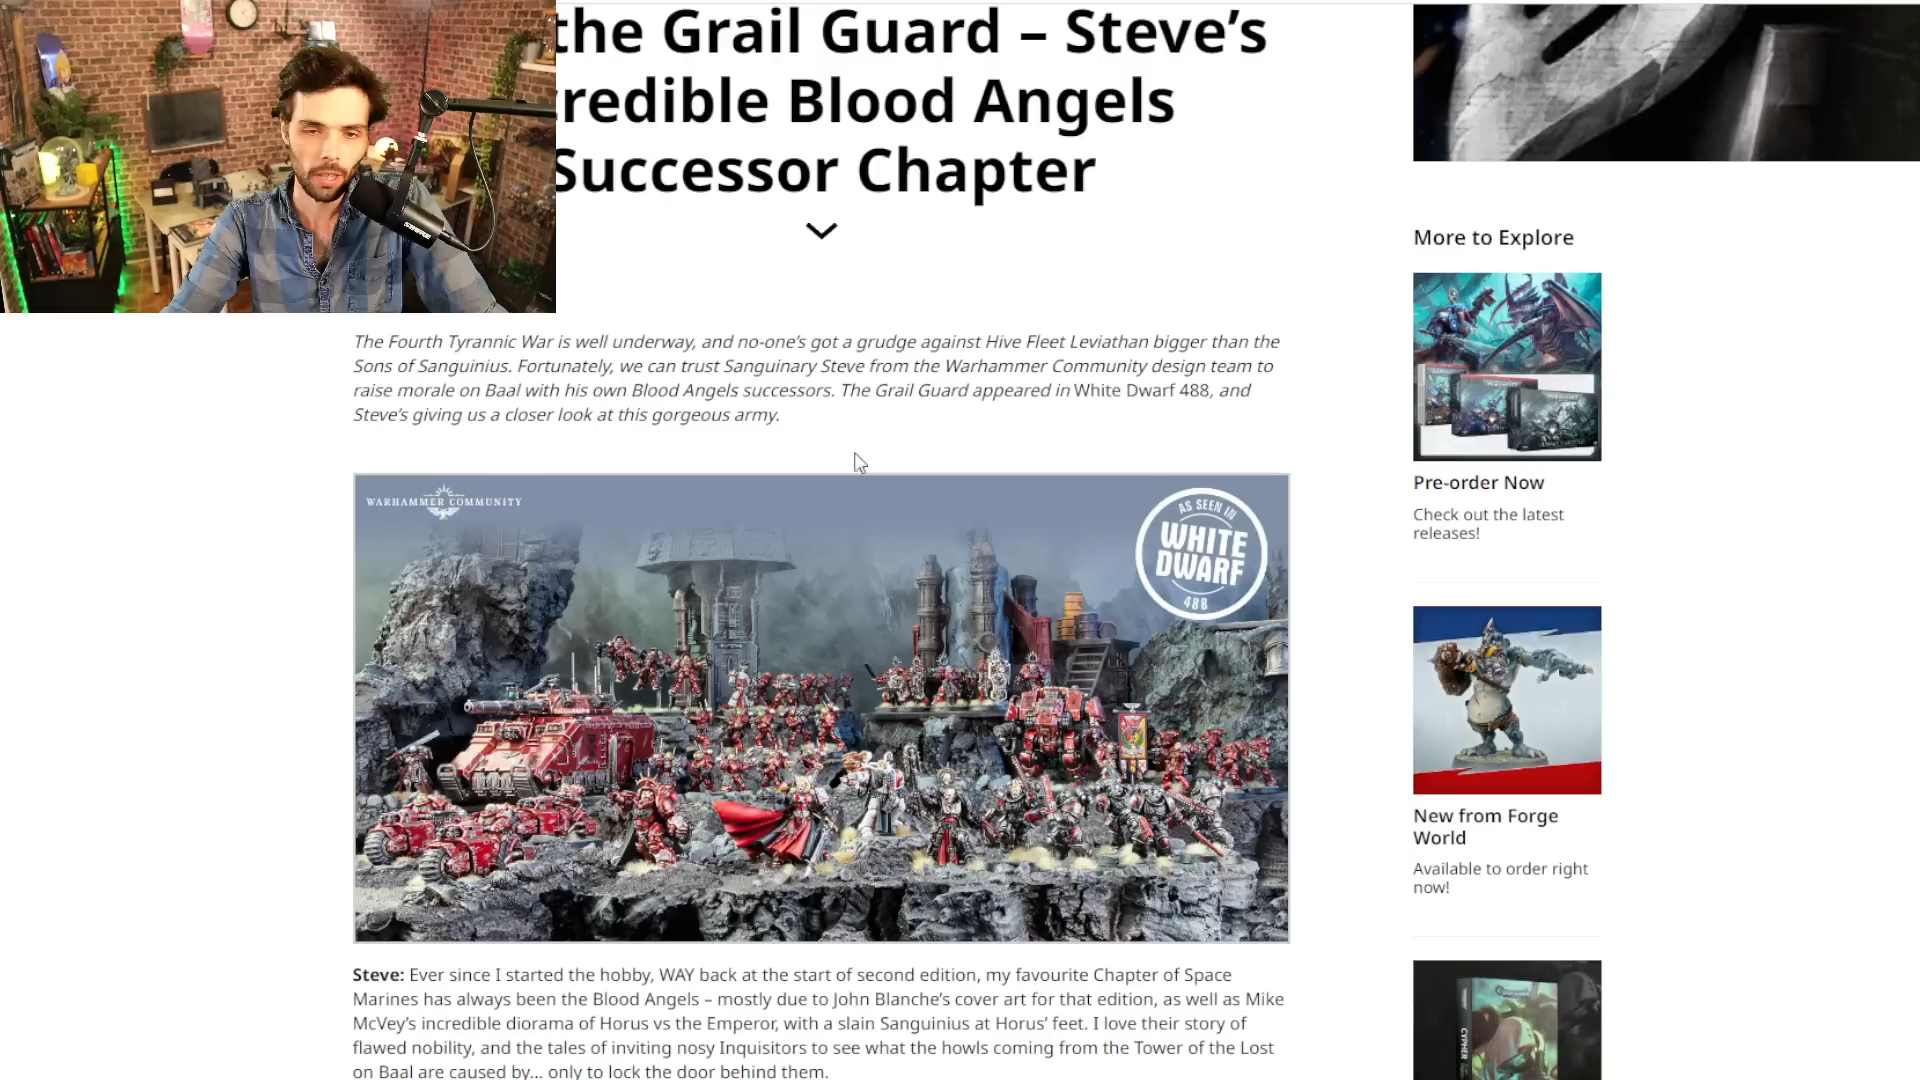 the Grail Guard – Steve’s
credible Blood Angels
Successor Chapter
More to Explore
The Fourth Tyrannic War is well underway, and no-one’s got a grudge against Hive Fleet Leviathan bigger than the
Sons of Sanguinius. Fortunately, we can trust Sanguinary Steve from the Warhammer Community design team to
raise morale on Baal with his own Blood Angels successors. The Grail Guard appeared in White Dwarf 488, and
Steve’s giving us a closer look at this gorgeous army.
WARHAMMER COMMUNITY
AS SEEN IN
WHITE
DWARF
488
Pre-order Now
Check out the latest
releases!
New from Forge
World
Available to order right
now!
CYPHER
Steve: Ever since I started the hobby, WAY back at the start of second edition, my favourite Chapter of Space
Marines has always been the Blood Angels – mostly due to John Blanche’s cover art for that edition, as well as Mike
McVey’s incredible diorama of Horus vs the Emperor, with a slain Sanguinius at Horus’ feet. I love their story of
flawed nobility, and the tales of inviting nosy Inquisitors to see what the howls coming from the Tower of the Lost
on Baal are caused by... only to lock the door behind them.